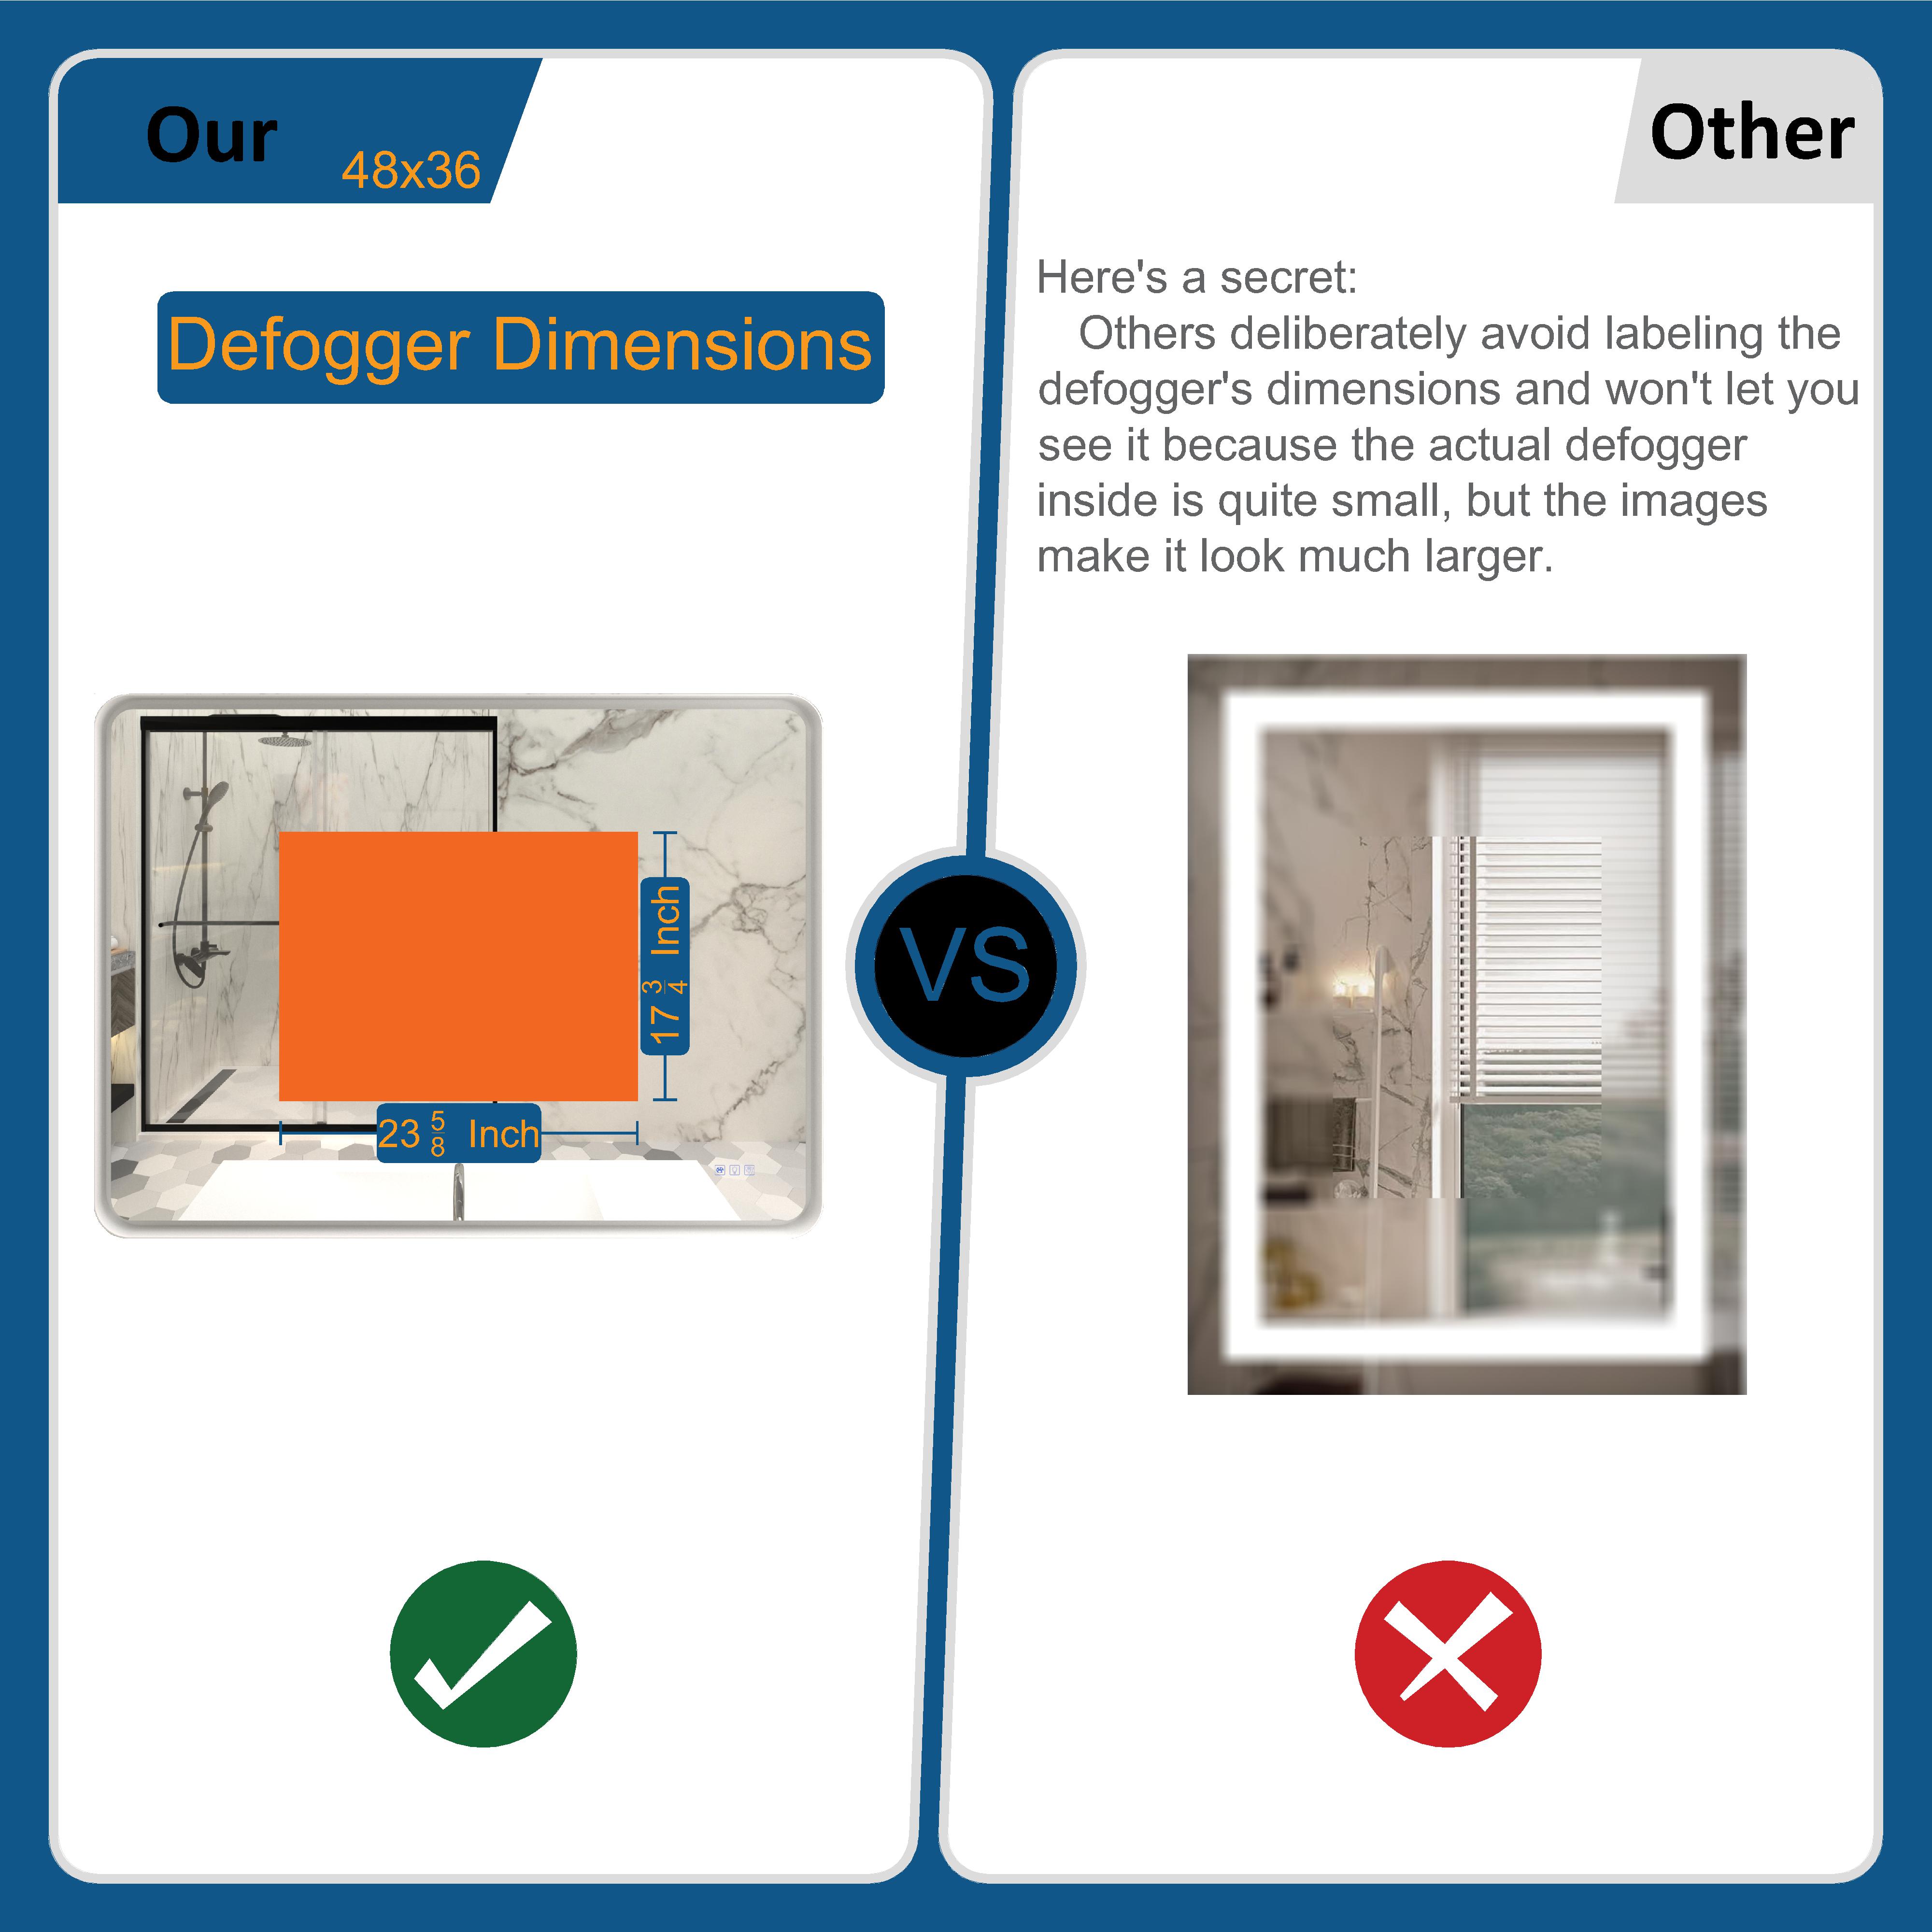 Our
48x36
Defogger Dimensions
17 3/4 Inch
23 5/8 Inch
VS
Other
Here's a secret:
Others deliberately avoid labeling the
defogger's dimensions and won't let you
see it because the actual defogger
inside is quite small, but the images
make it look much larger.